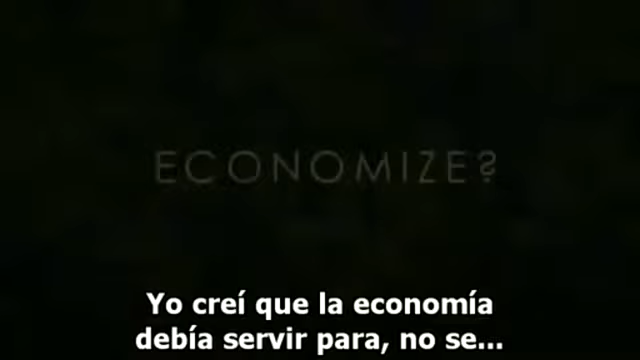 ECONOMIZE?
Yo creí que la economía
debía servir para, no se...